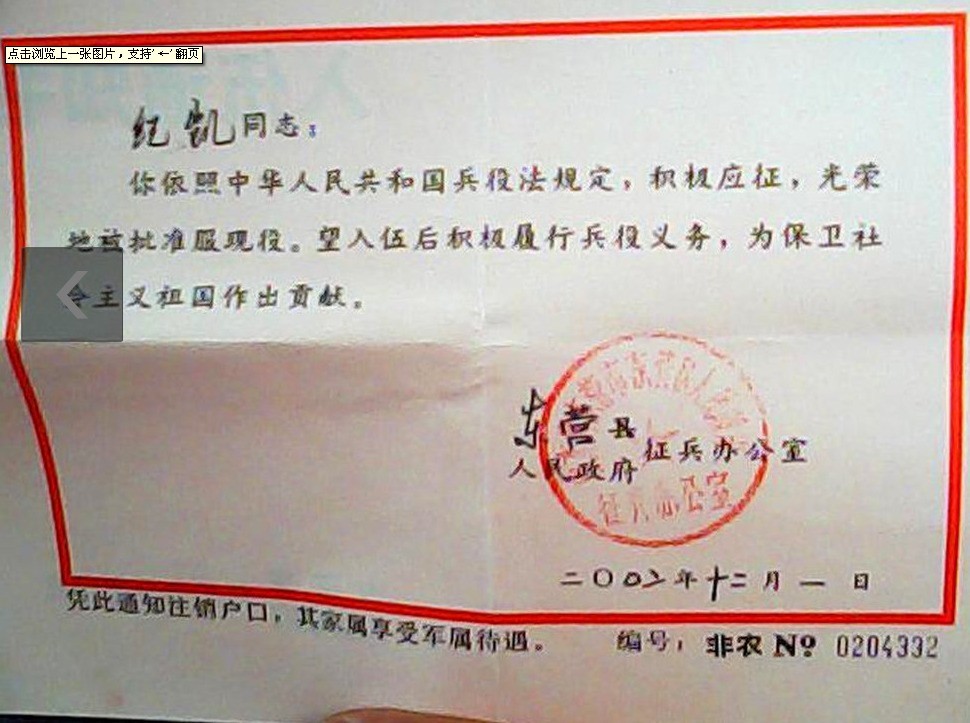 点击浏览上一张图片，支持'←'翻页
纪凯同志：
你依照中华人民共和国兵役法规定，积极应征，光荣
地被批准服现役。望入伍后积极履行兵役义务，为保卫社
会主义祖国作出贡献。
东营县
人民政府征兵办公室
征兵办公室
二〇〇二年十二月一日
凭此通知注销户口，其家属享受军属待遇。
编号：非农 No 0204332